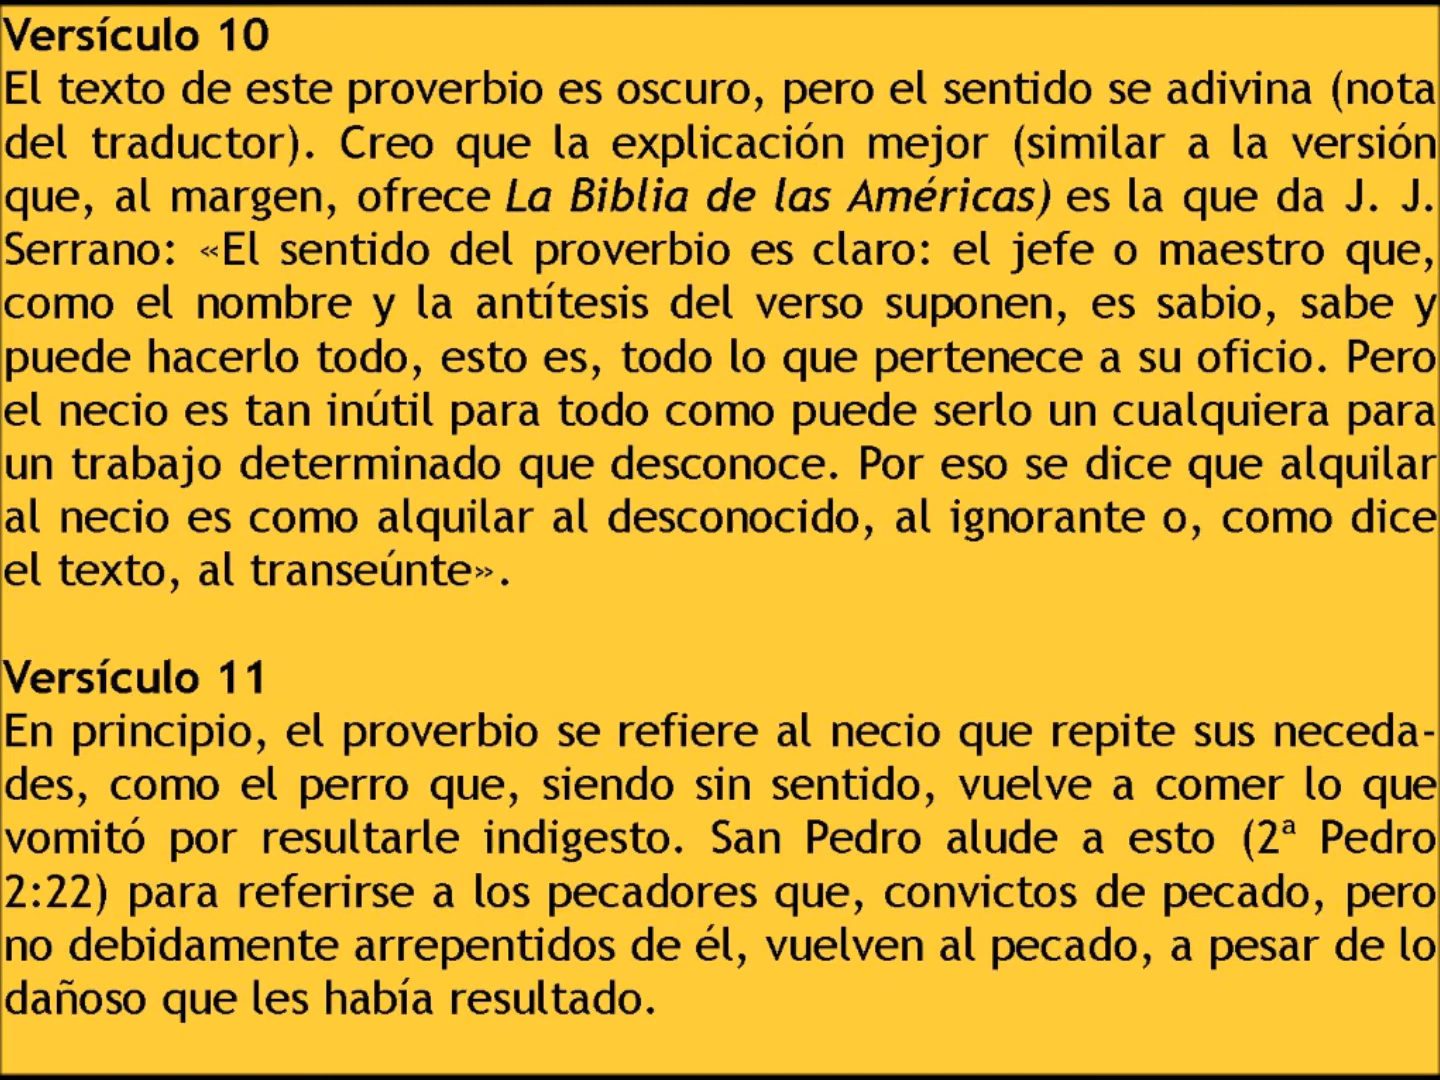 Versículo 10
El texto de este proverbio es oscuro, pero el sentido se adivina (nota
del traductor). Creo que la explicación mejor (similar a la versión
que, al margen, ofrece La Biblia de las Américas) es la que da J. J.
Serrano: «El sentido del proverbio es claro: el jefe o maestro que,
como el nombre y la antítesis del verso suponen, es sabio, sabe y
puede hacerlo todo, esto es, todo lo que pertenece a su oficio. Pero
el necio es tan inútil para todo como puede serlo un cualquiera para
un trabajo determinado que desconoce. Por eso se dice que alquilar
al necio es como alquilar al desconocido, al ignorante o, como dice
el texto, al transeúnte».
Versículo 11
En principio, el proverbio se refiere al necio que repite sus neceda-
des, como el perro que, siendo sin sentido, vuelve a comer lo que
vomitó por resultarle indigesto. San Pedro alude a esto (2ª Pedro
2:22) para referirse a los pecadores que, convictos de pecado, pero
no debidamente arrepentidos de él, vuelven al pecado, a pesar de lo
dañoso que les había resultado.